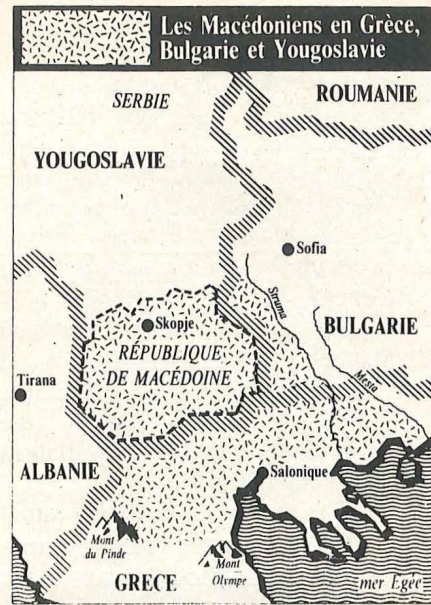 Les Macédoniens en Grèce,
Bulgarie et Yougoslavie
SERBIE
ROUMANIE
YOUGOSLAVIE
Sofia
Struma
BULGARIE
Skopje
RÉPUBLIQUE
DE MACÉDOINE
Mesta
Tirana
ALBANIE
Salonique
Mont
du Pinde
Mont
Olympe
GRECE
mer Egée